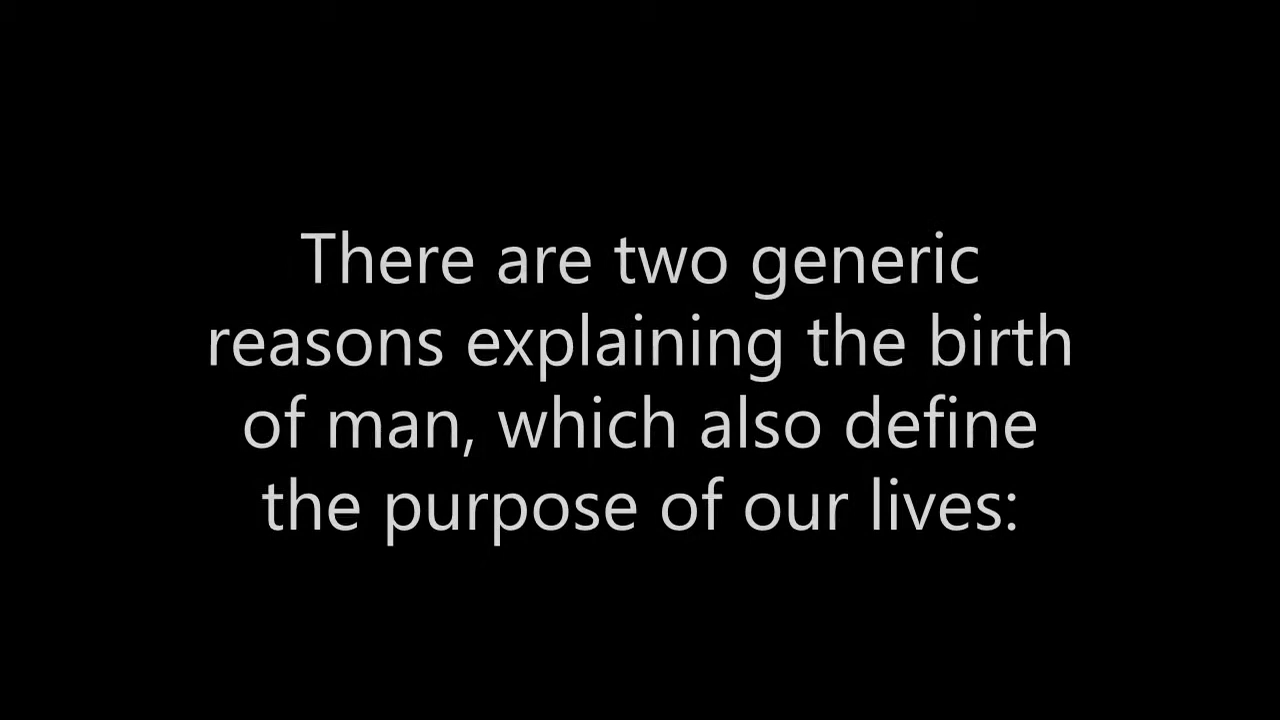 There are two generic
reasons explaining the birth
of man, which also define
the purpose of our lives: